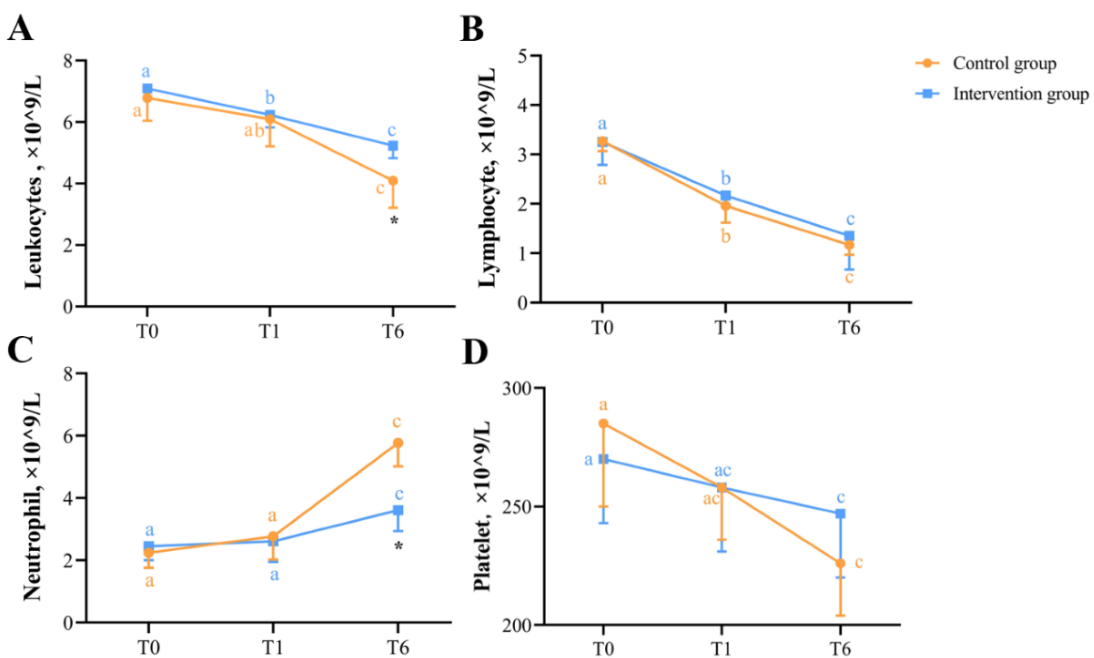 A
Leukocytes , ×10^9/L
8
6
4
2
0
a
a
b
ab
c
c
*
T0
T1
T6
B
Lymphocyte, ×10^9/L
5
4
3
2
1
0
a
a
b
b
c
c
T0
T1
T6
Control group
Intervention group
C
Neutrophil, ×10^9/L
8
6
4
2
0
a
a
a
a
c
c
*
T0
T1
T6
D
Platelet, ×10^9/L
300
250
200
a
a
ac
ac
c
c
T0
T1
T6